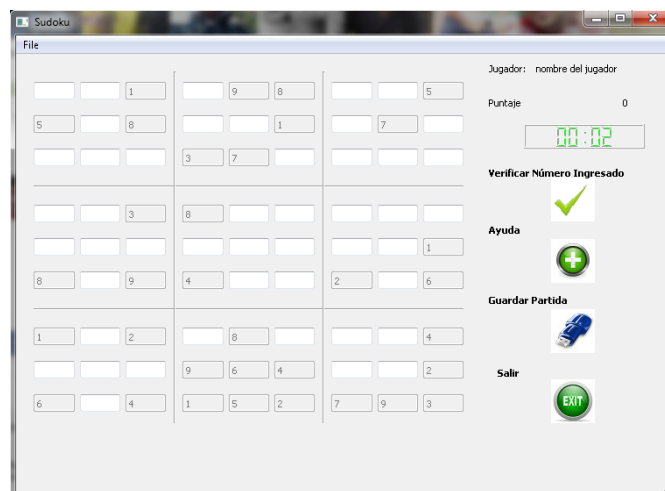 Sudoku
File
Jugador: nombre del jugador
1 9 8 5
Puntaje 0
5 8 1 7
00:02
3 7
Verificar Número Ingresado
3 8
Ayuda
1
8 9 4 2 6
Guardar Partida
1 2 8 4
9 6 4 2
Salir
6 4 1 5 2 7 9 3
EXIT